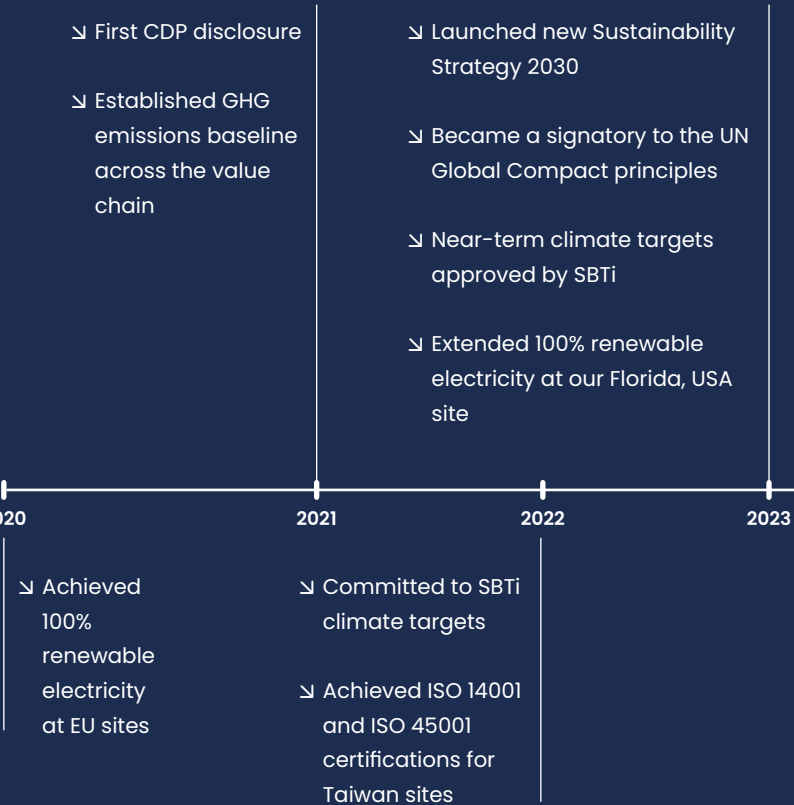 ↘ First CDP disclosure
↘ Established GHG
emissions baseline
across the value
chain
↘ Launched new Sustainability
Strategy 2030
↘ Became a signatory to the UN
Global Compact principles
↘ Near-term climate targets
approved by SBTi
↘ Extended 100% renewable
electricity at our Florida, USA
site
020 2021 2022 2023
↘ Achieved
100%
renewable
electricity
at EU sites
↘ Committed to SBTi
climate targets
↘ Achieved ISO 14001
and ISO 45001
certifications for
Taiwan sites